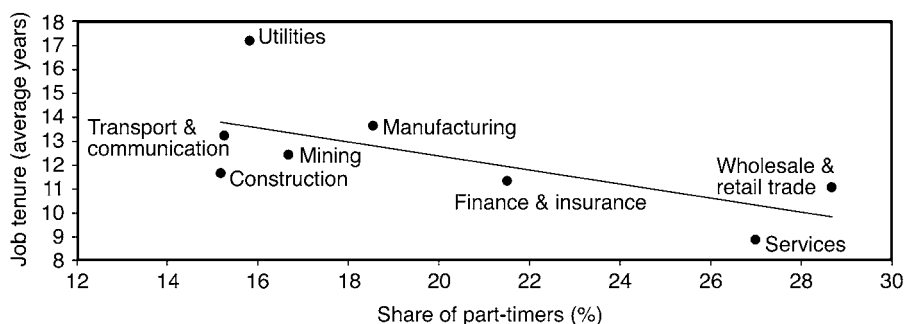 Job tenure (average years)
18
17
16
15
14
13
12
11
10
9
8
Utilities
Transport &
communication
Manufacturing
Mining
Construction
Finance & insurance
Wholesale &
retail trade
Services
12
14
16
18
20
22
24
26
28
30
Share of part-timers (%)